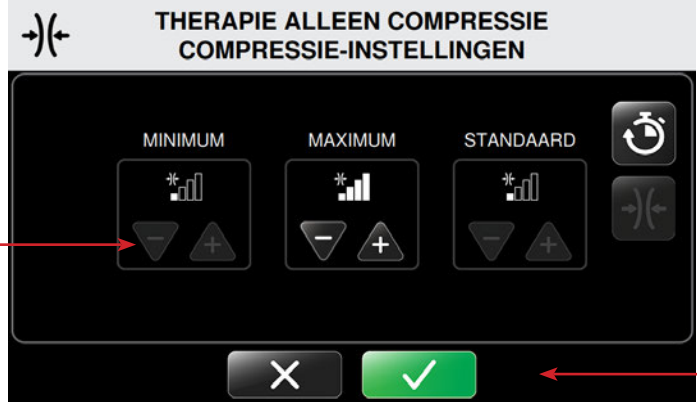 THERAPIE ALLEEN COMPRESSIE
COMPRESSIE-INSTELLINGEN
MINIMUM MAXIMUM STANDAARD